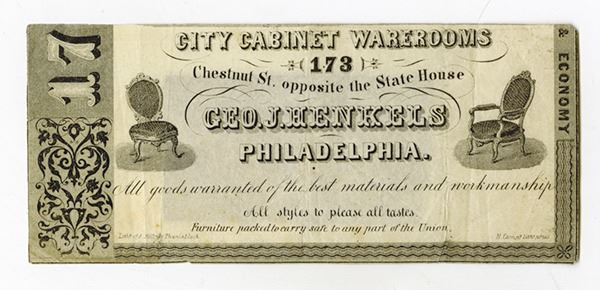 17
CITY CABINET WAREROOMS
173
Chestnut St. opposite the State House
GEO. J. HENKELS
PHILADELPHIA.
All goods warranted of the best materials and workmanship
All styles to please all tastes.
Furniture packed to carry safe to any part of the Union.
& ECONOMY